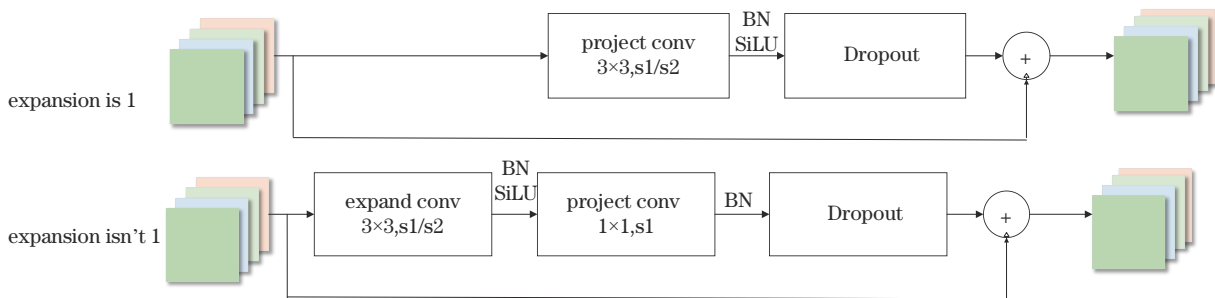 BN
SiLU
project conv
3×3,s1/s2
Dropout
+
expansion is 1
BN
SiLU
expand conv
3×3,s1/s2
project conv
1×1,s1
BN
Dropout
+
expansion isn't 1